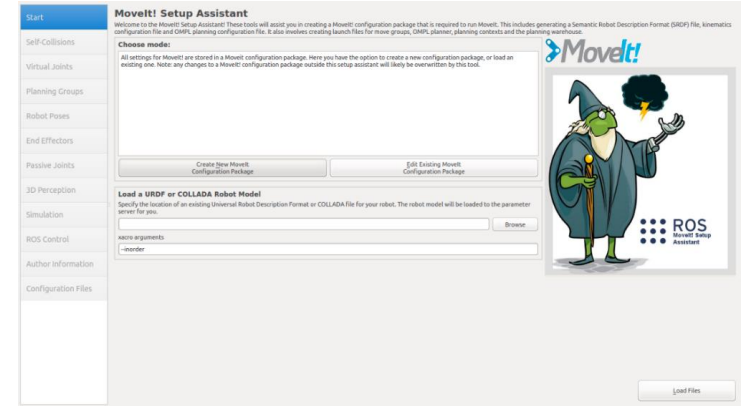 Start
Self-Collisions
Virtual Joints
Planning Groups
Robot Poses
End Effectors
Passive Joints
3D Perception
Simulation
ROS Control
Author Information
Configuration Files
MoveIt! Setup Assistant
Welcome to the MoveIt! Setup Assistant! These tools will assist you in creating a MoveIt! configuration package that is required to run MoveIt. This includes generating a Semantic Robot Description Format (SRDF) file, kinematics
configuration file and OMPL planning configuration file. It also involves creating launch files for move groups, OMPL planner, planning contexts and the planning warehouse.
Choose mode:
All settings for MoveIt! are stored in a MoveIt configuration package. Here you have the option to create a new configuration package, or load an
existing one. Note: any changes to a MoveIt! configuration package outside this setup assistant will likely be overwritten by this tool.
Create New MoveIt
Configuration Package
Edit Existing MoveIt
Configuration Package
Load a URDF or COLLADA Robot Model
Specify the location of an existing Universal Robot Description Format or COLLADA file for your robot. The robot model will be loaded to the parameter
server for you.
Browse
xacro arguments
--inorder
MoveIt!
ROS
MoveIt! Setup
Assistant
Load Files